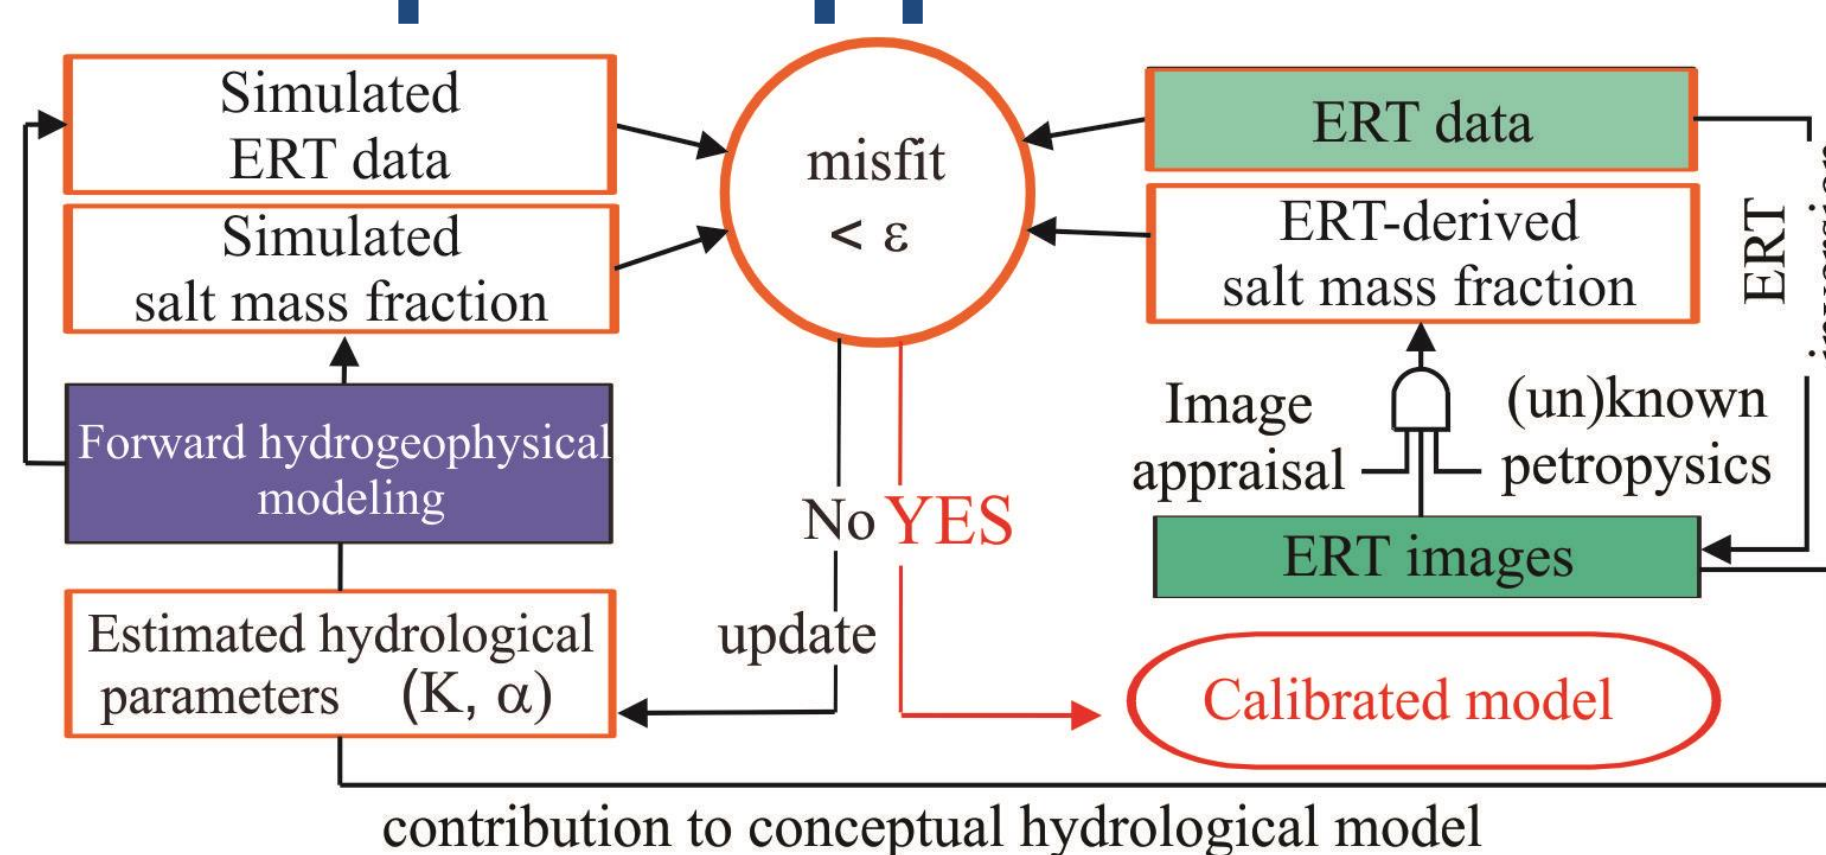 Simulated
ERT data
Simulated
salt mass fraction
Forward hydrogeophysical
modeling
Estimated hydrological
parameters (K, α)
misfit
< ε
No YES
update
ERT data
ERT-derived
salt mass fraction
ERT
Image
appraisal
(un)known
petropysics
ERT images
Calibrated model
contribution to conceptual hydrological model